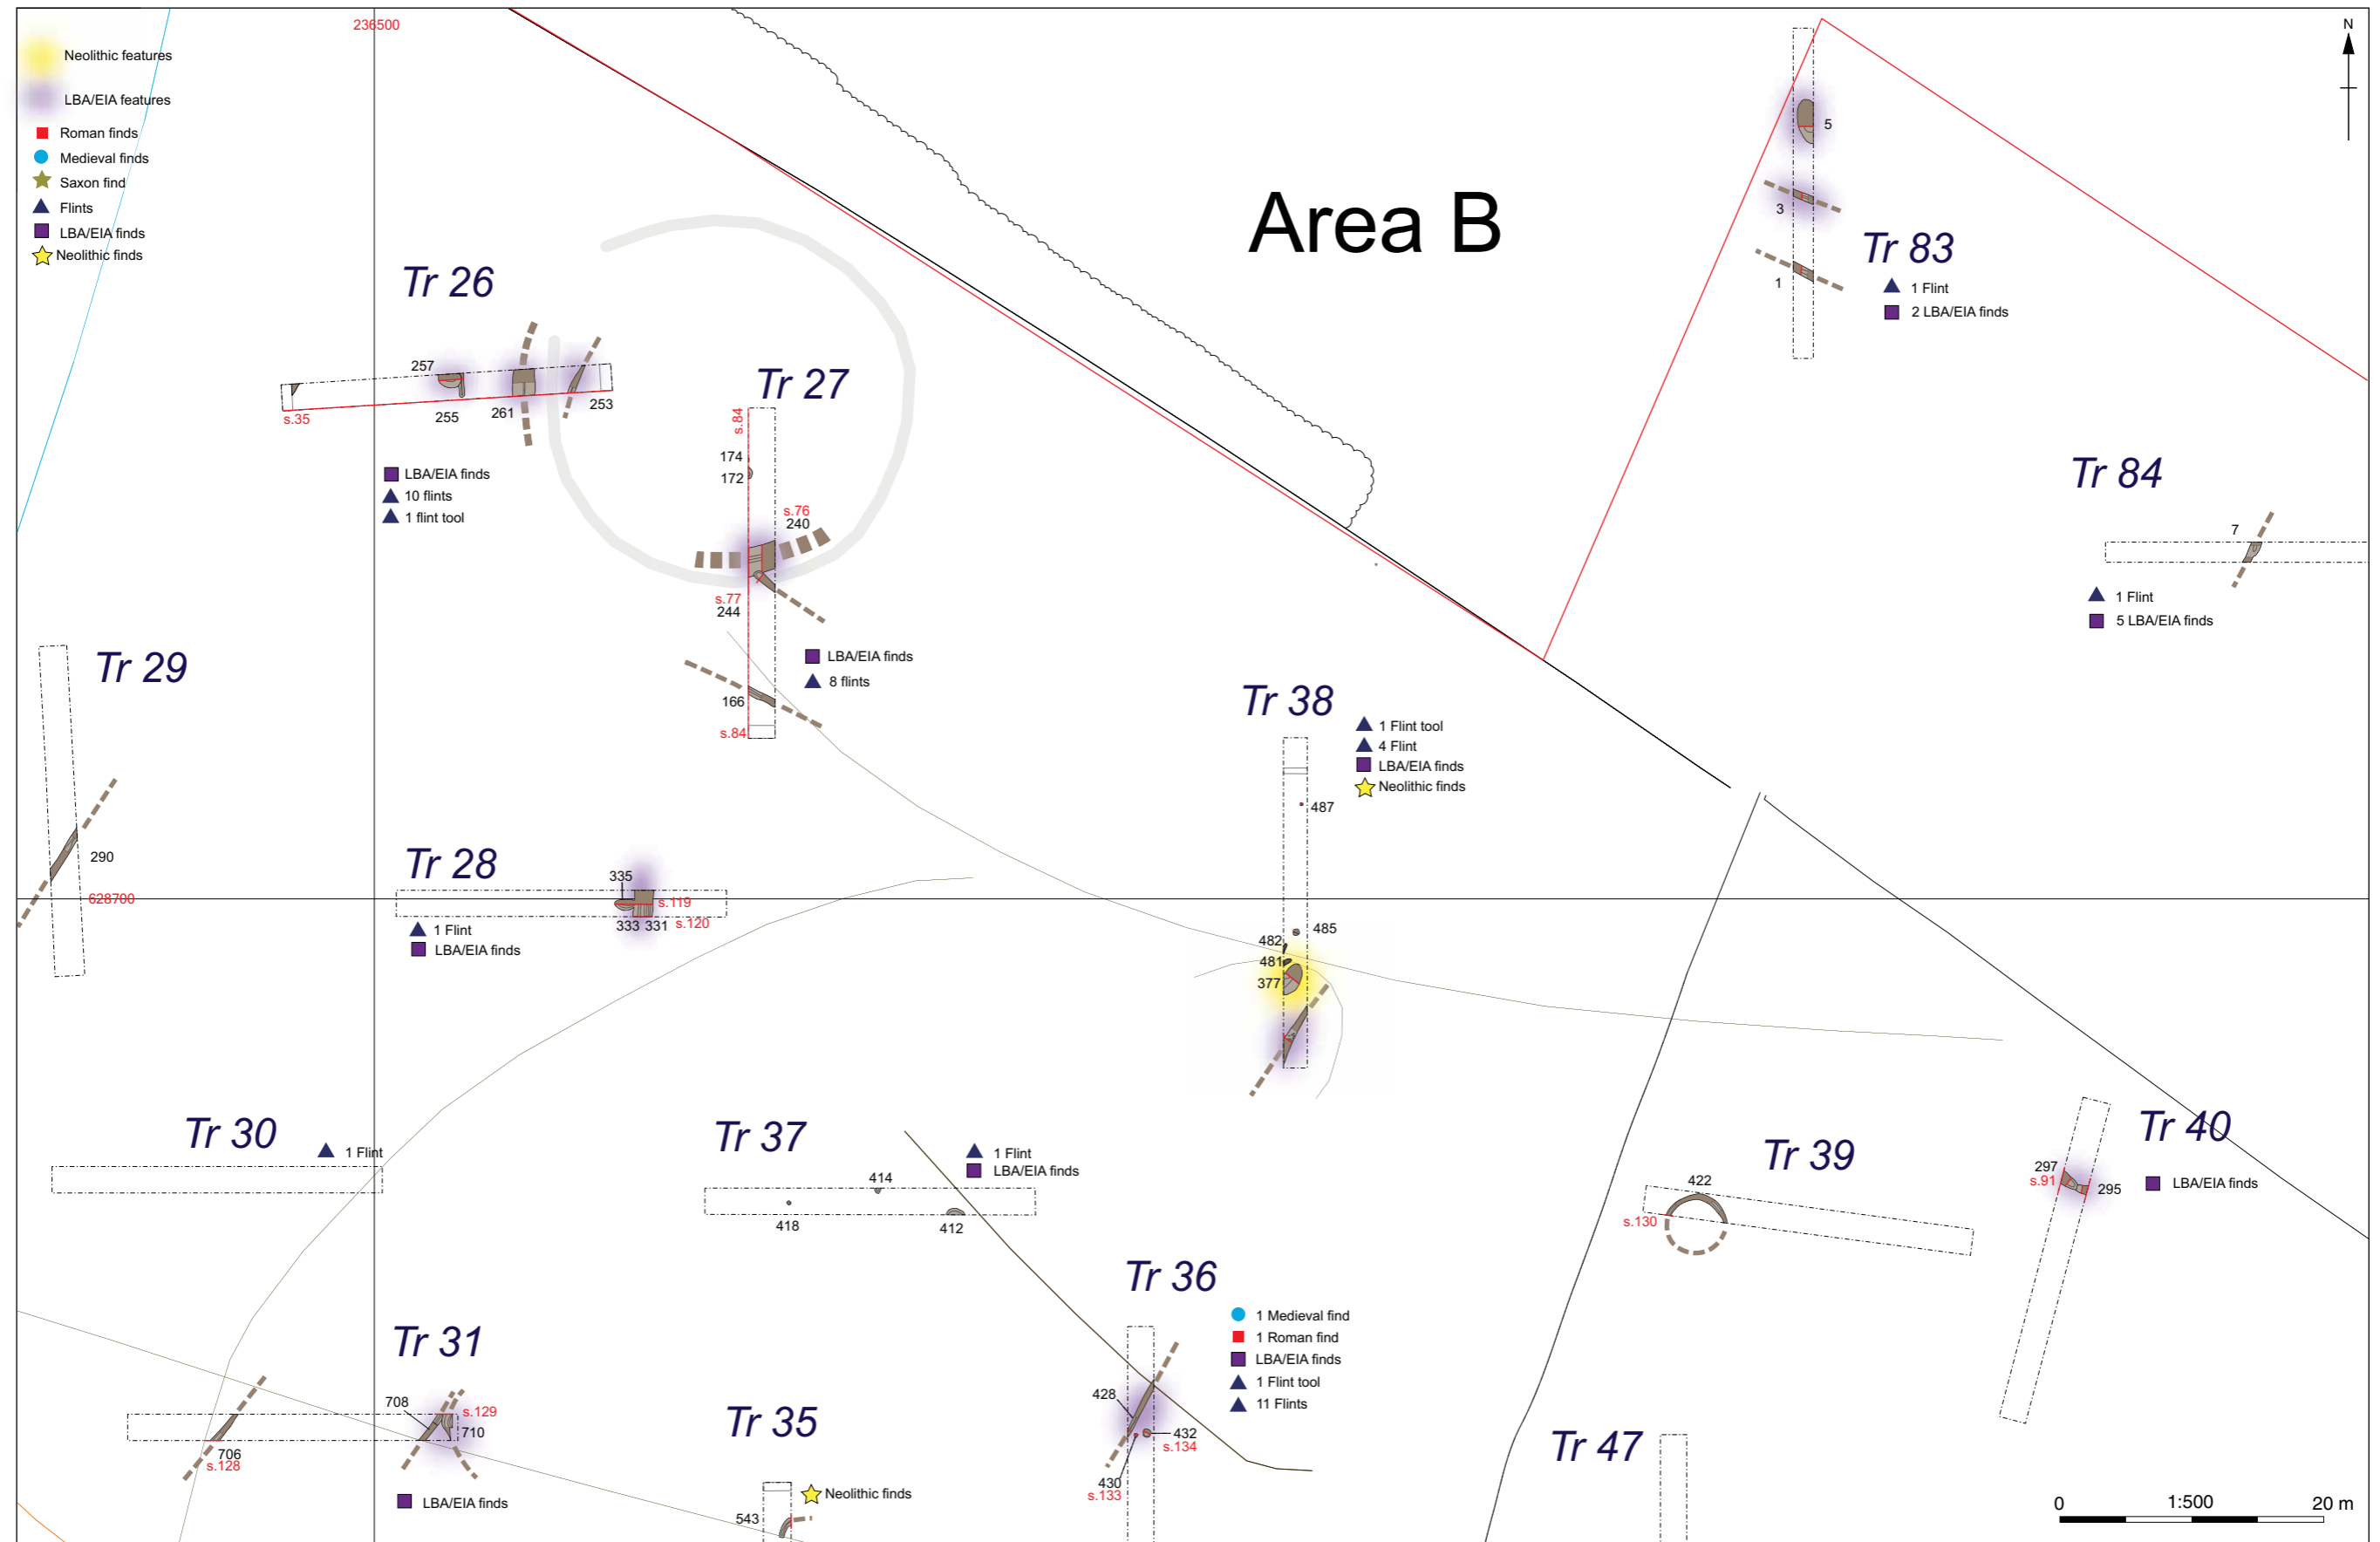 236500
N
Neolithic features
LBA/EIA features
Roman finds
Medieval finds
Saxon find
Flints
LBA/EIA finds
Neolithic finds
Area B
5
3
1
Tr 83
1 Flint
2 LBA/EIA finds
Tr 26
257
255
261
253
s.35
LBA/EIA finds
10 flints
1 flint tool
Tr 27
s.84
174
172
s.76
240
s.77
244
166
s.84
LBA/EIA finds
8 flints
Tr 84
7
1 Flint
5 LBA/EIA finds
Tr 29
290
628700
Tr 38
1 Flint tool
4 Flint
LBA/EIA finds
Neolithic finds
487
485
482
481
377
Tr 28
335
s.119
333 331 s.120
1 Flint
LBA/EIA finds
Tr 30
1 Flint
Tr 37
1 Flint
LBA/EIA finds
414
418
412
Tr 39
422
s.130
Tr 40
297
s.91
295
LBA/EIA finds
Tr 36
1 Medieval find
1 Roman find
LBA/EIA finds
1 Flint tool
11 Flints
428
432
s.134
430
s.133
Tr 31
708
s.129
710
706
s.128
LBA/EIA finds
Tr 35
Neolithic finds
543
Tr 47
0 1:500 20 m